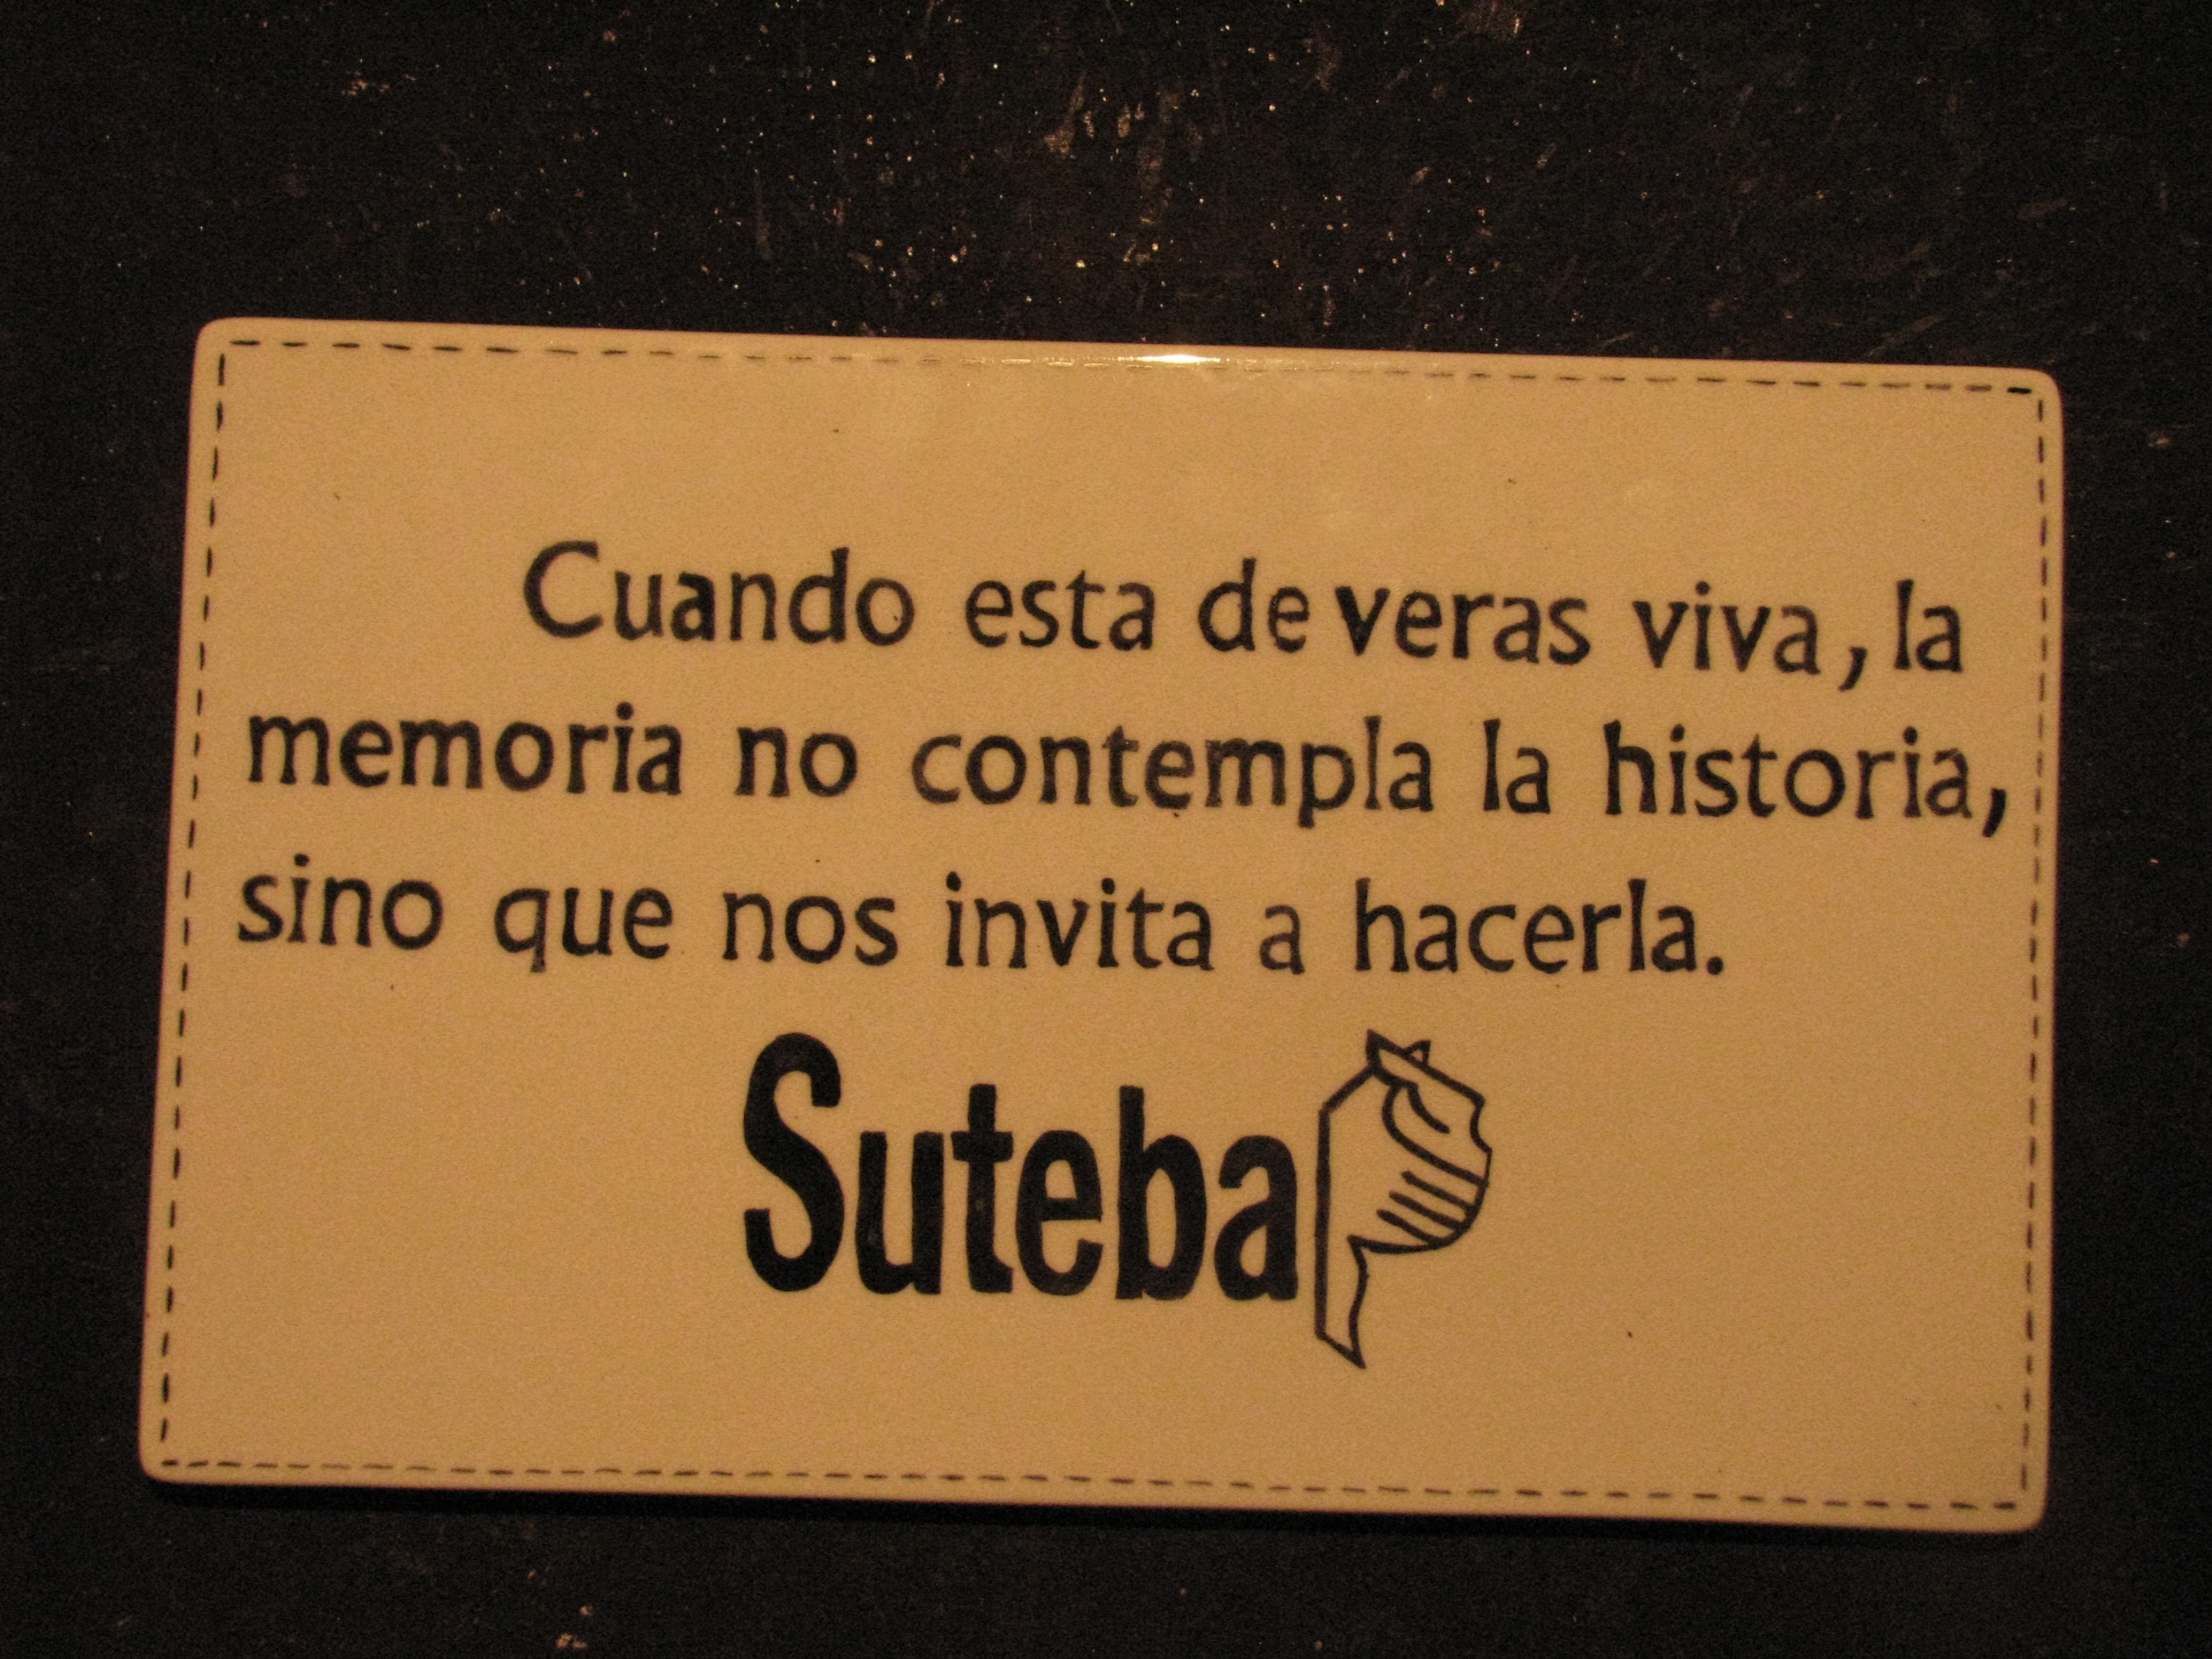 Cuando esta de veras viva, la
memoria no contempla la historia,
sino que nos invita a hacerla.
Suteba